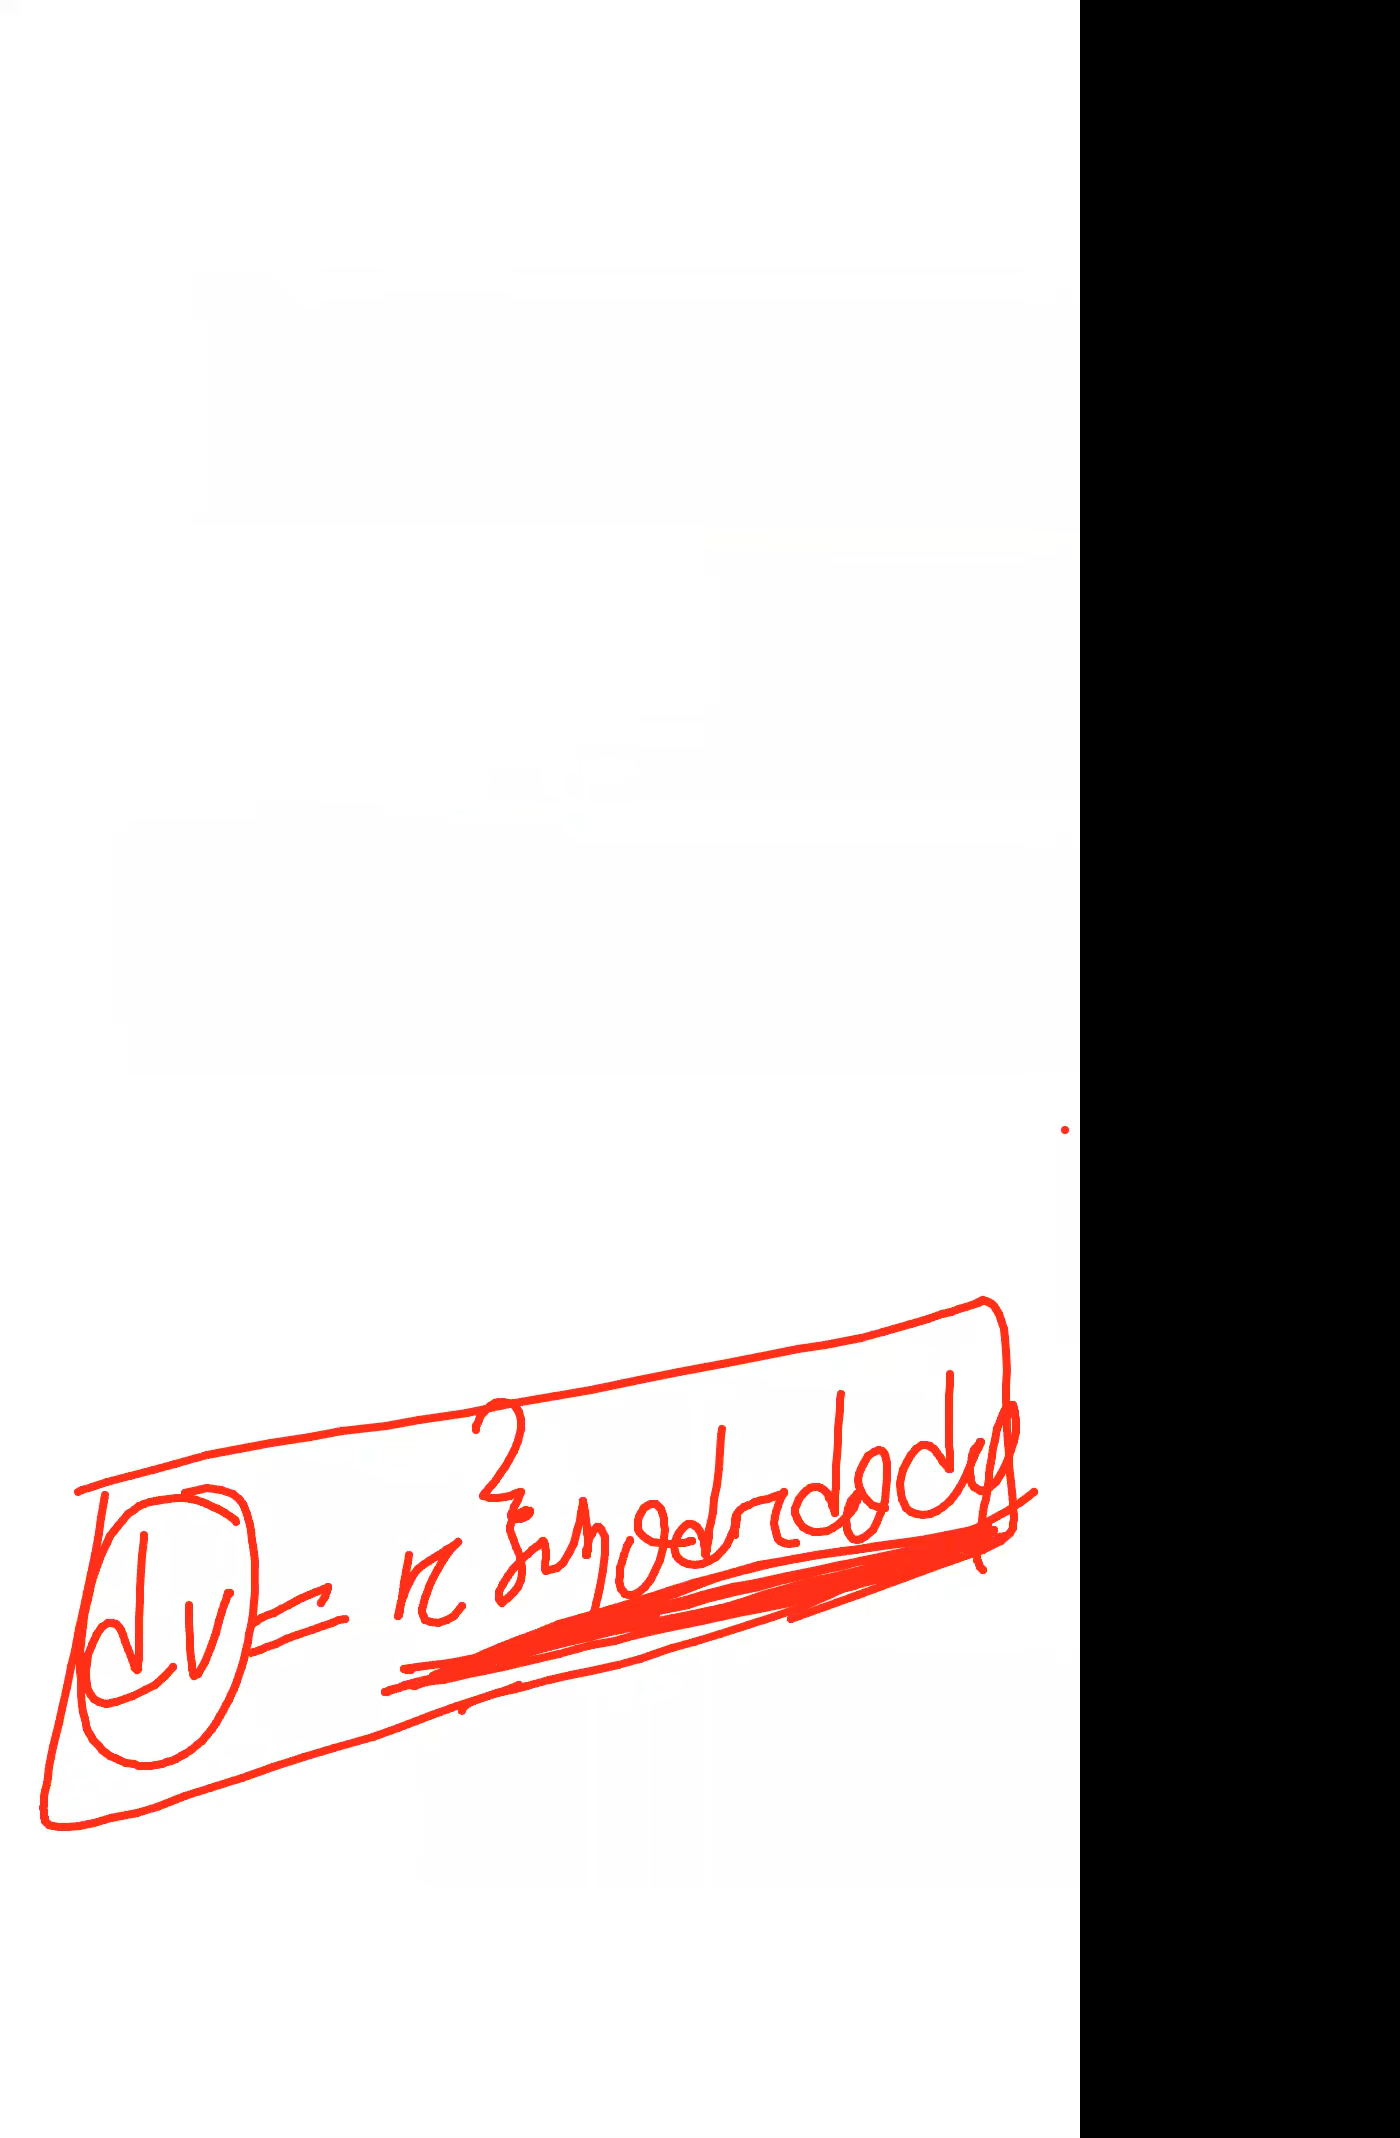 dv = r² sinθ dr dθ dφ